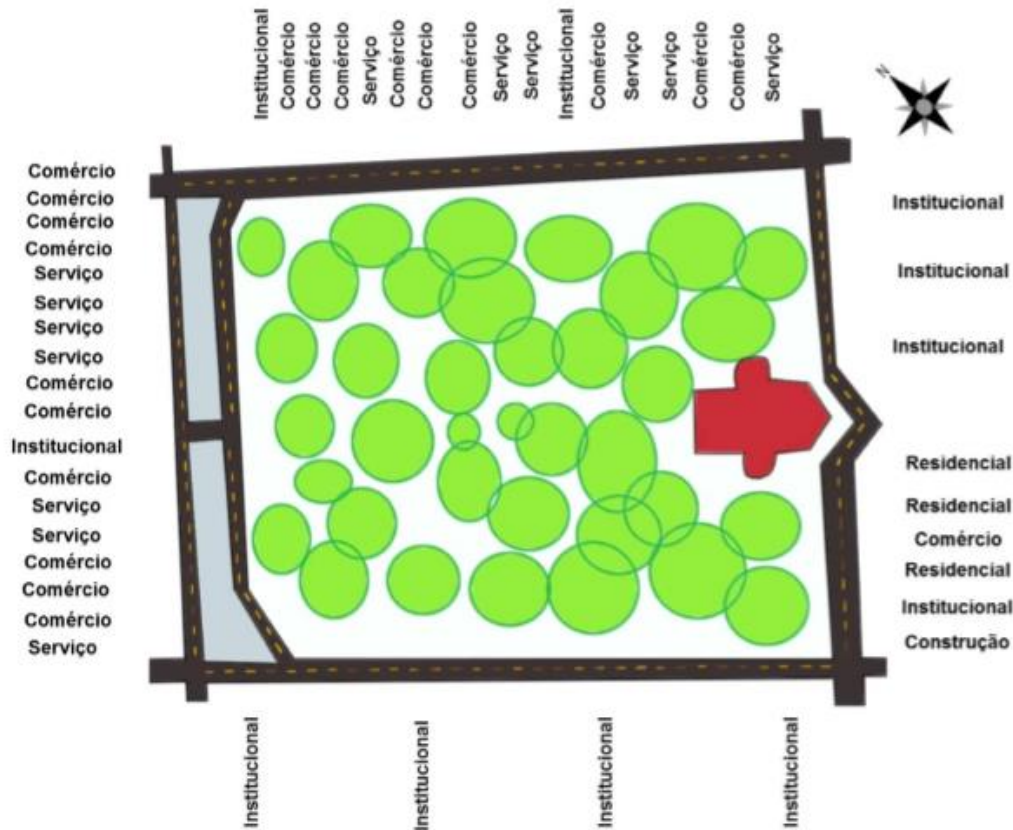 Institucional
Comércio
Comércio
Comércio
Serviço
Comércio
Comércio
Comércio
Serviço
Serviço
Institucional
Comércio
Serviço
Serviço
Comércio
Comércio
Serviço
N
Comércio
Comércio
Comércio
Comércio
Serviço
Serviço
Serviço
Serviço
Comércio
Comércio
Institucional
Comércio
Serviço
Serviço
Comércio
Comércio
Comércio
Serviço
Institucional
Institucional
Institucional
Residencial
Residencial
Comércio
Residencial
Institucional
Construção
Institucional
Institucional
Institucional
Institucional